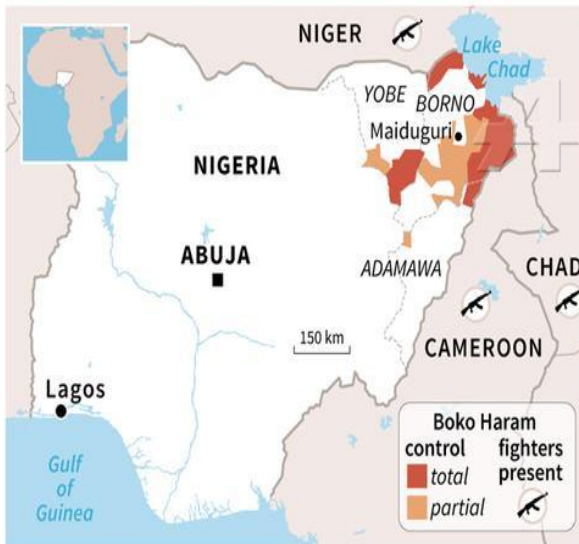 NIGER
Lake
Chad
YOBE
BORNO
Maiduguri
NIGERIA
ABUJA
ADAMAWA
CHAD
150 km
CAMEROON
Lagos
Gulf
of
Guinea
Boko Haram
control
fighters
present
total
partial